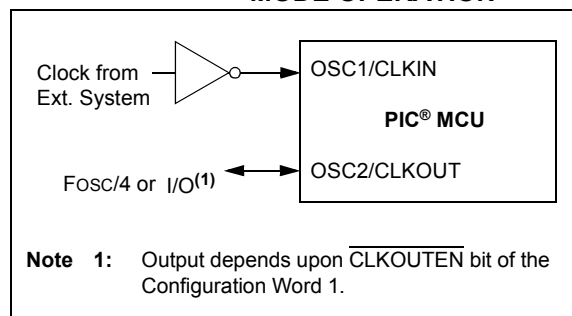 MODE OPERATION
Clock from
Ext. System
OSC1/CLKIN
PIC® MCU
FOSC/4 or I/O(1)
OSC2/CLKOUT
Note 1: Output depends upon CLKOUTEN bit of the
Configuration Word 1.